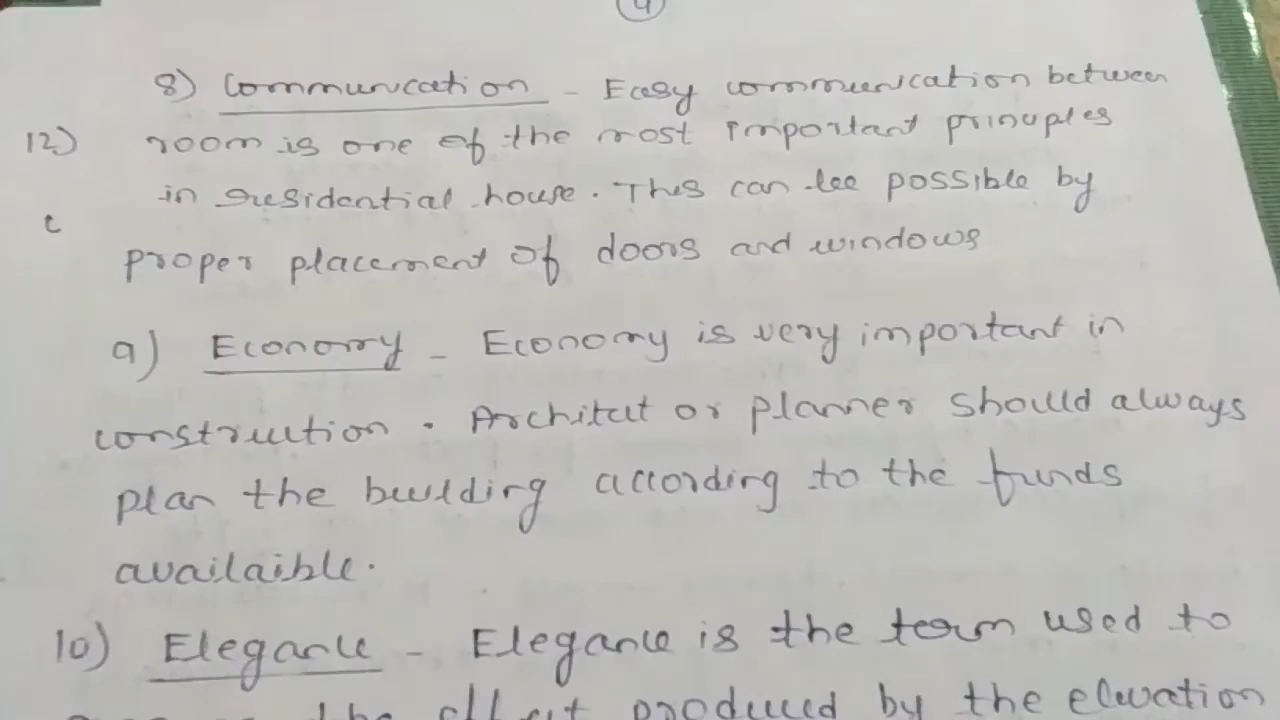 4
8) Communication - Easy communication between
12) room is one of the most important principles
in residential house. This can be possible by
c
proper placement of doors and windows
9) Economy - Economy is very important in
construction. Architect or planner should always
plan the building according to the funds
availaible.
10) Elegance - Elegance is the term used to
the effect produced by the elevation